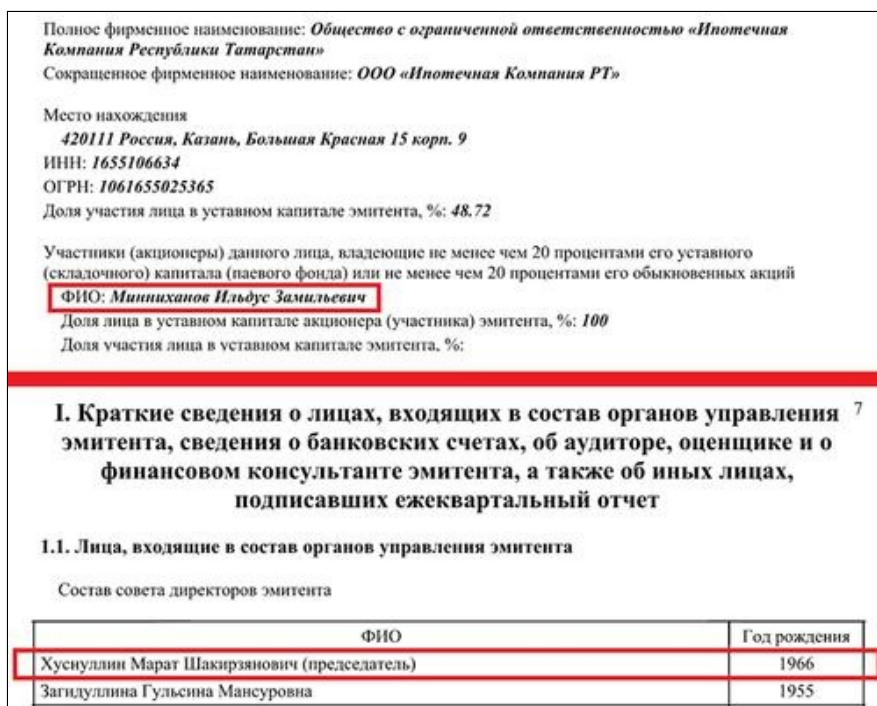 Полное фирменное наименование: Общество с ограниченной ответственностью «Ипотечная
Компания Республики Татарстан»
Сокращенное фирменное наименование: ООО «Ипотечная Компания РТ»
Место нахождения
420111 Россия, Казань, Большая Красная 15 корп. 9
ИНН: 1655106634
ОГРН: 1061655025365
Доля участия лица в уставном капитале эмитента, %: 48.72
Участники (акционеры) данного лица, владеющие не менее чем 20 процентами его уставного
(складочного) капитала (паевого фонда) или не менее чем 20 процентами его обыкновенных акций
ФИО: Минниханов Ильдус Замильевич
Доля лица в уставном капитале акционера (участника) эмитента, %: 100
Доля участия лица в уставном капитале эмитента, %:
I. Краткие сведения о лицах, входящих в состав органов управления 7
эмитента, сведения о банковских счетах, об аудиторе, оценщике и о
финансовом консультанте эмитента, а также об иных лицах,
подписавших ежеквартальный отчет
1.1. Лица, входящие в состав органов управления эмитента
Состав совета директоров эмитента
ФИО Год рождения
Хуснуллин Марат Шакирзянович (председатель) 1966
Загидуллина Гульсина Мансуровна 1955